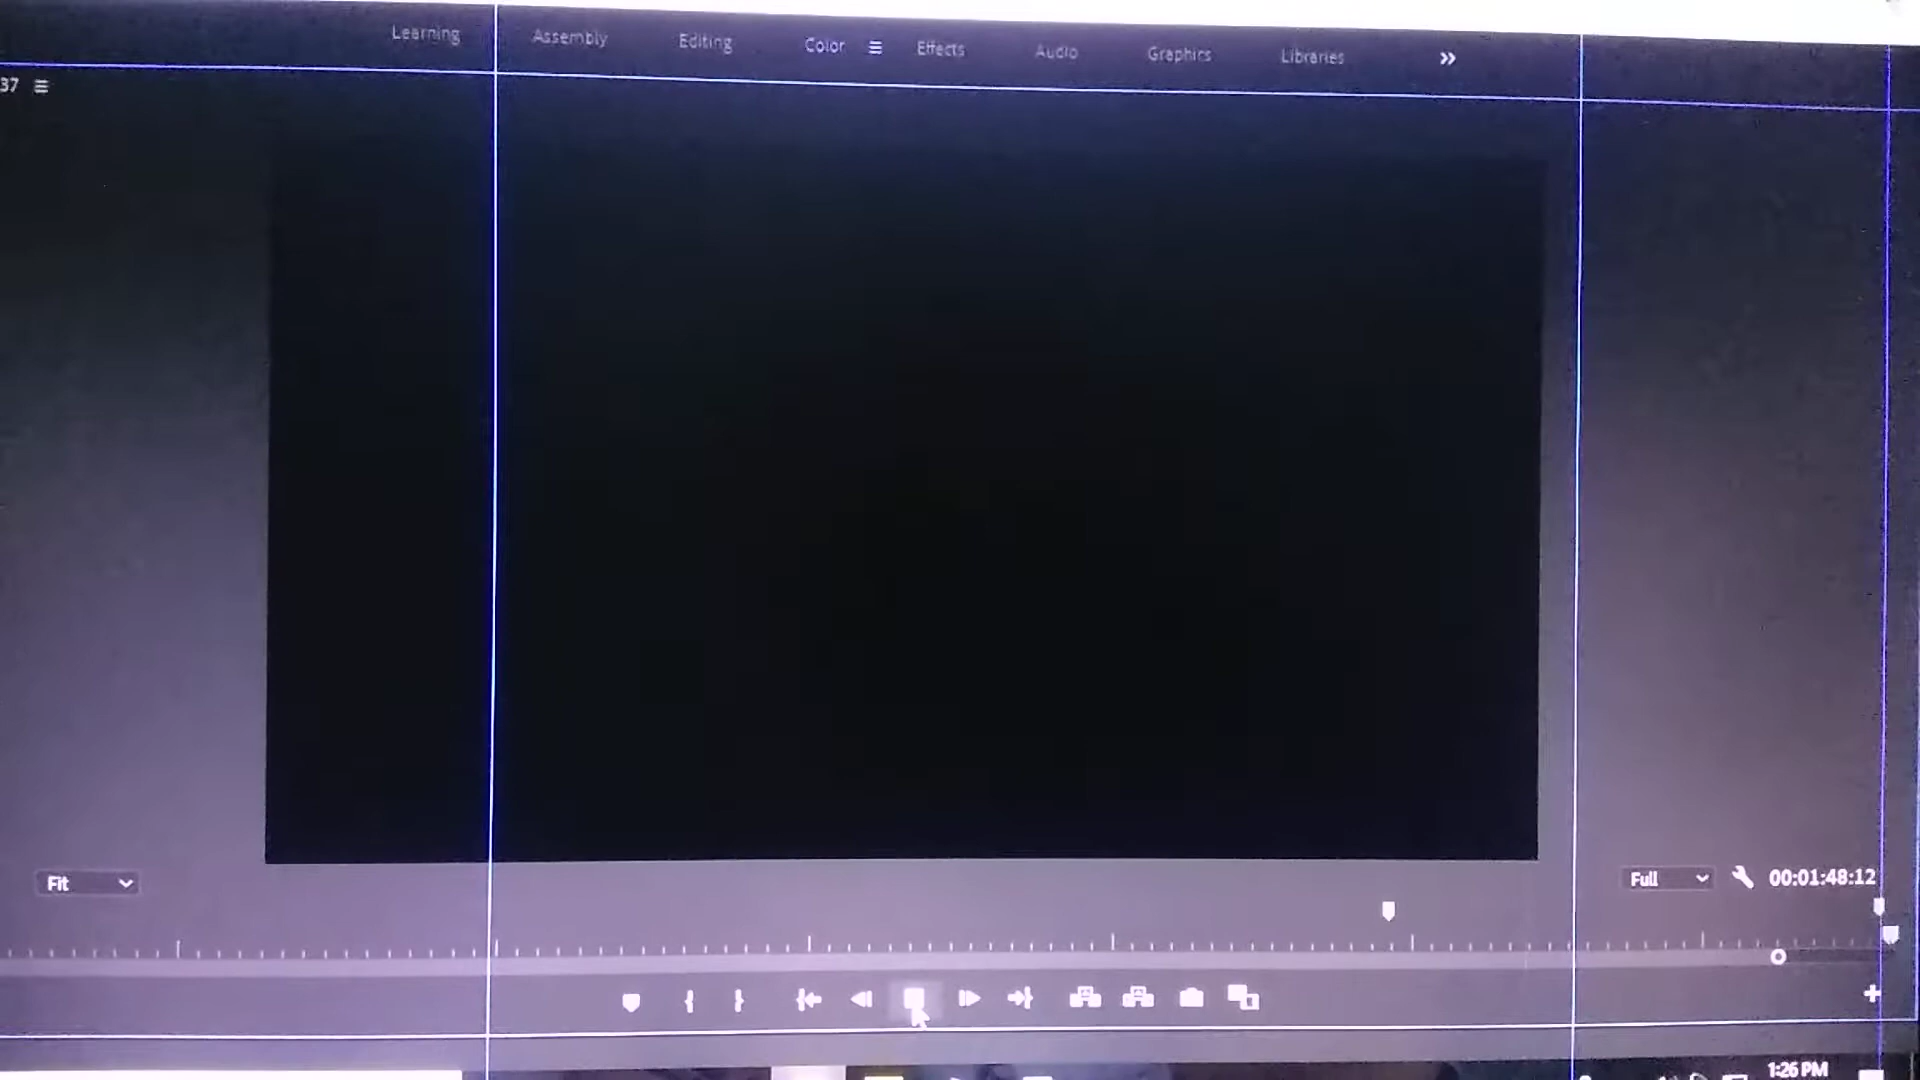 Learning Assembly Editing Color Effects Audio Graphics Libraries
37
Fit
Full 00:01:48:12
1:26 PM